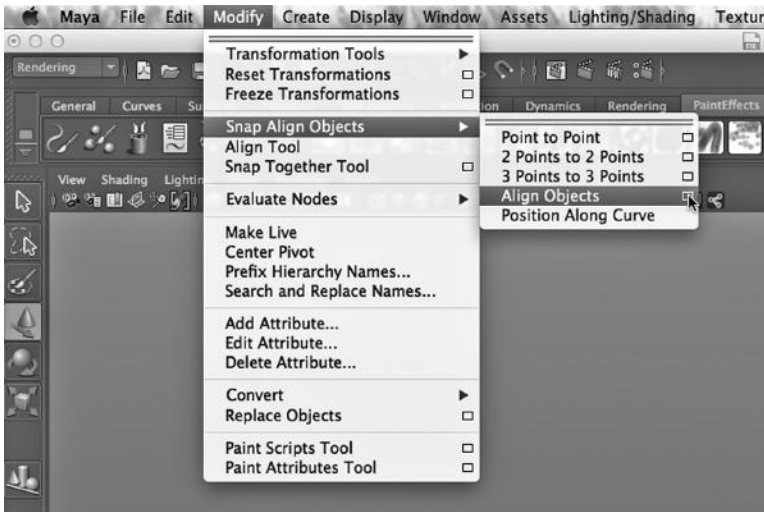 Maya File Edit Modify Create Display Window Assets Lighting/Shading Textur
Rendering
General Curves Su
ion Dynamics Rendering PaintEffects
View Shading Lightin
Transformation Tools
Reset Transformations
Freeze Transformations
Snap Align Objects
Align Tool
Snap Together Tool
Evaluate Nodes
Make Live
Center Pivot
Prefix Hierarchy Names...
Search and Replace Names...
Add Attribute...
Edit Attribute...
Delete Attribute...
Convert
Replace Objects
Paint Scripts Tool
Paint Attributes Tool
Point to Point
2 Points to 2 Points
3 Points to 3 Points
Align Objects
Position Along Curve